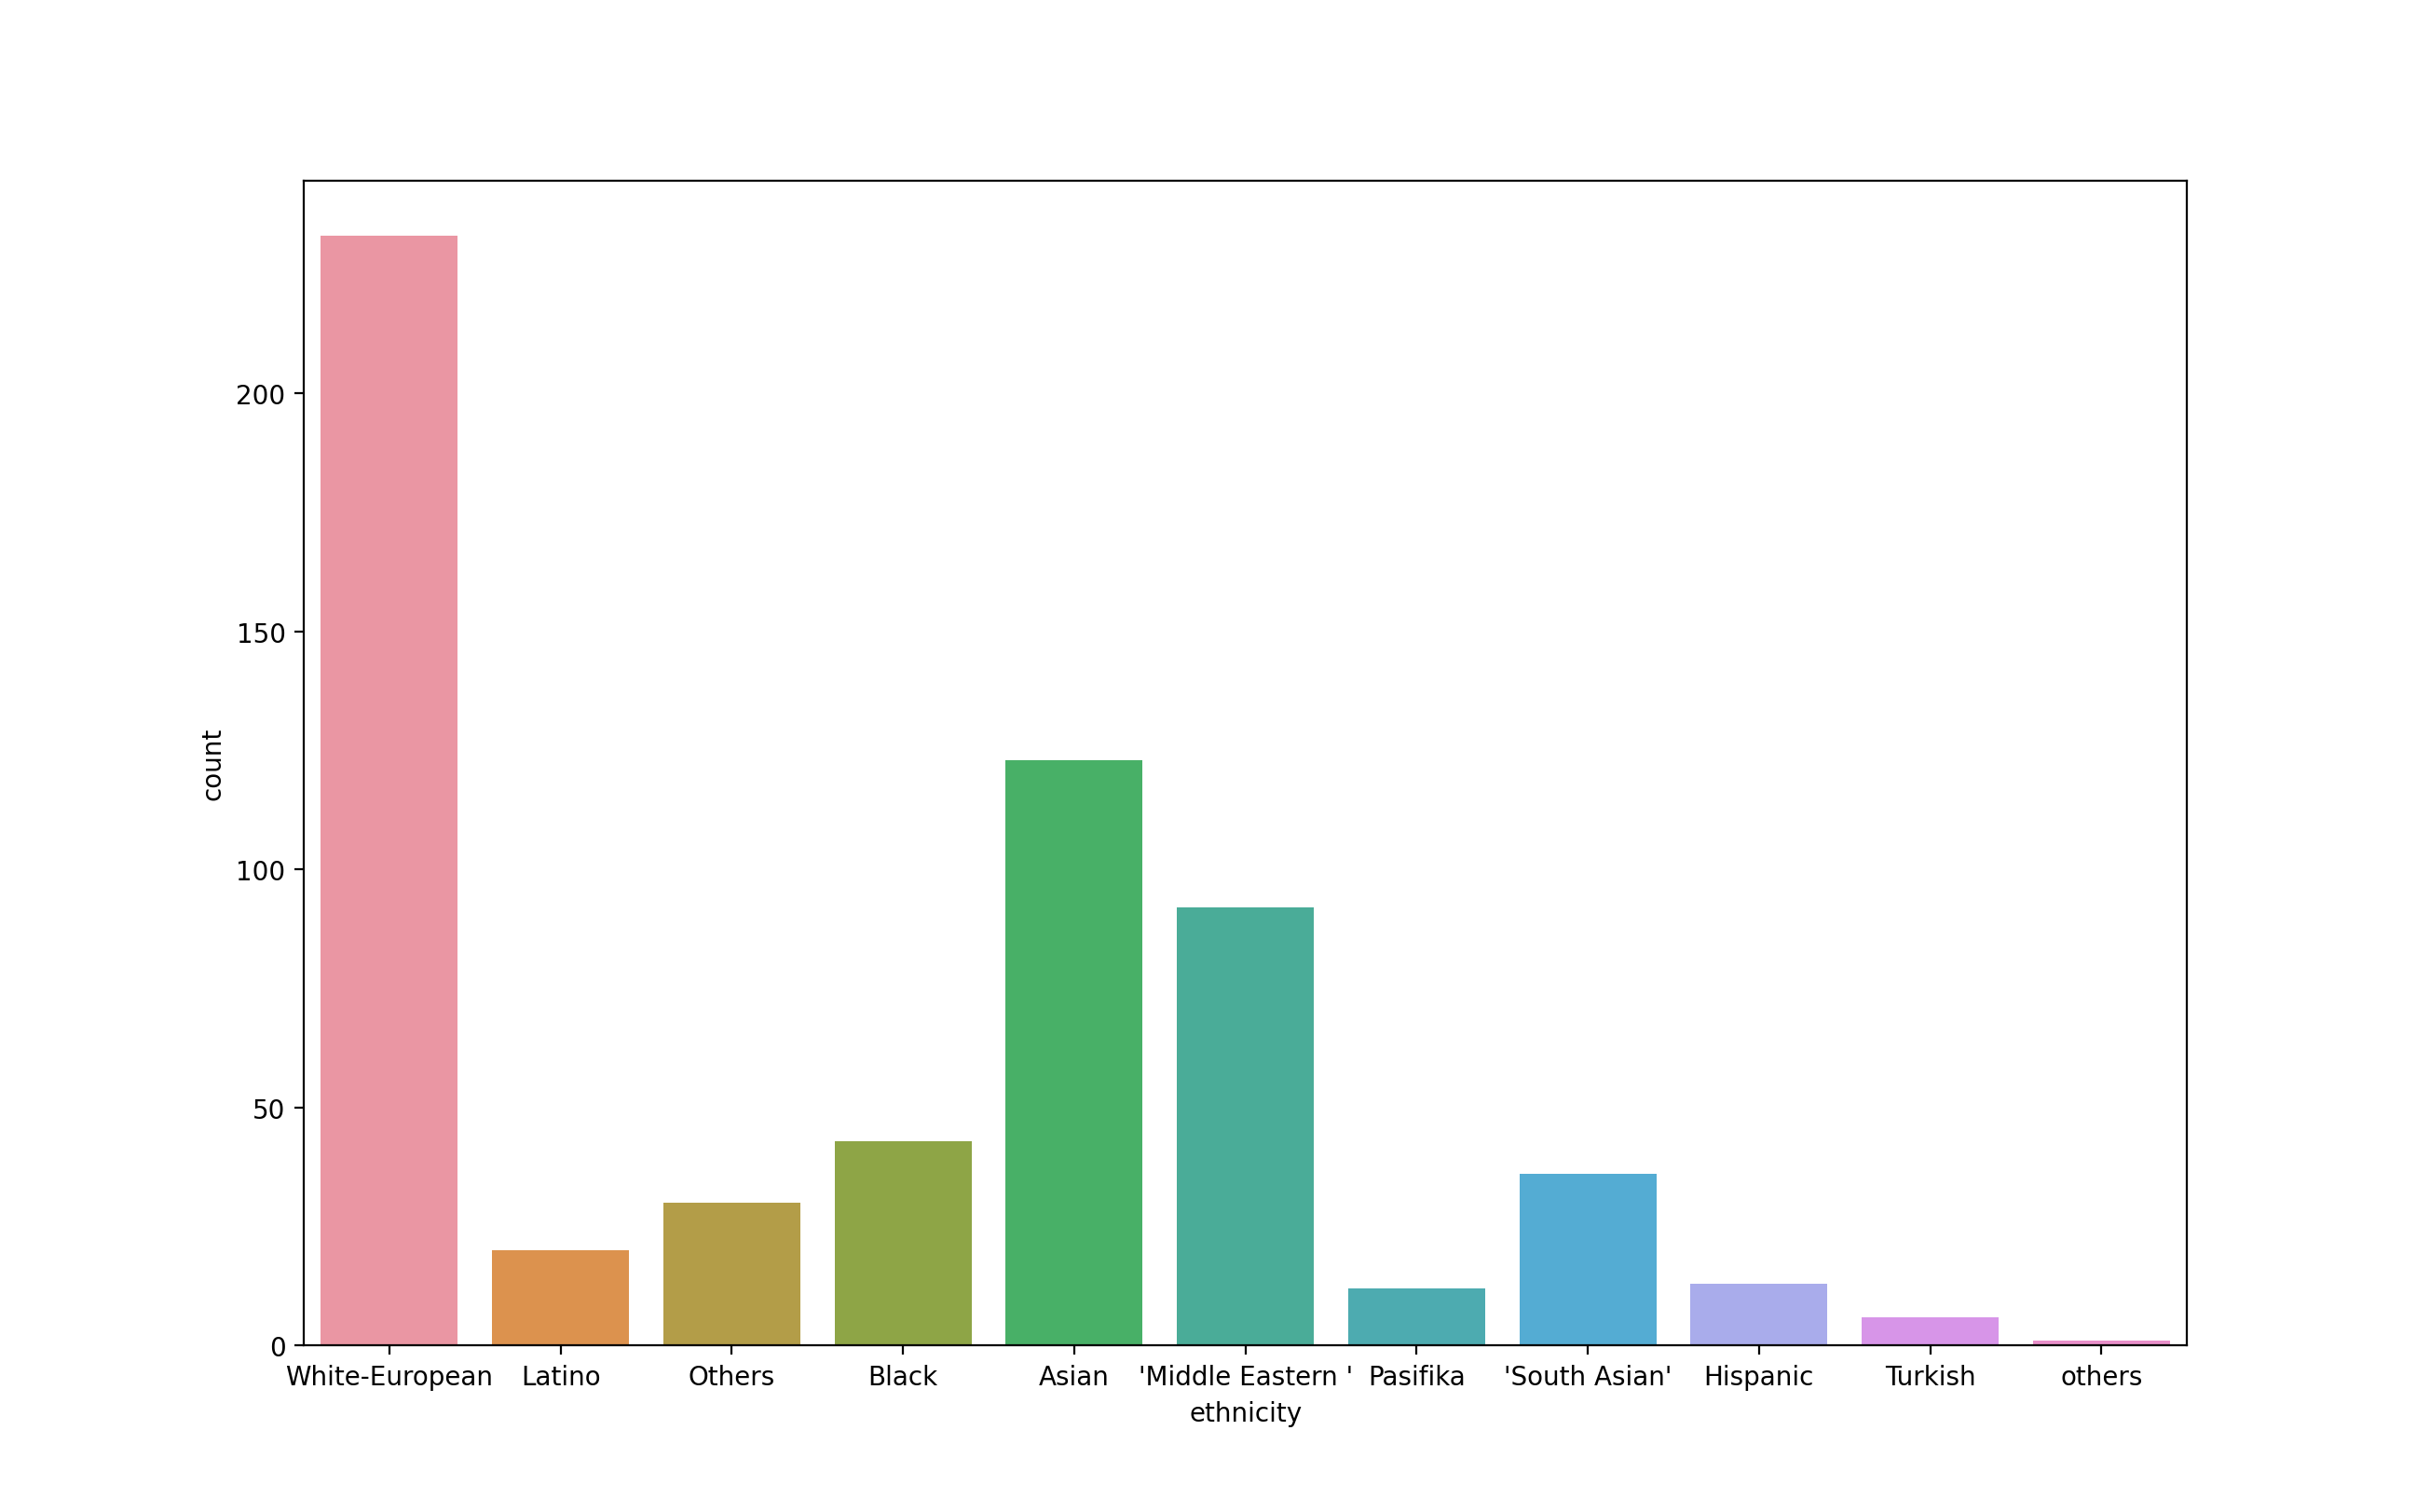 200
150
100
50
0
count
White-European Latino Others Black Asian 'Middle Eastern ' Pasifika 'South Asian' Hispanic Turkish others
ethnicity